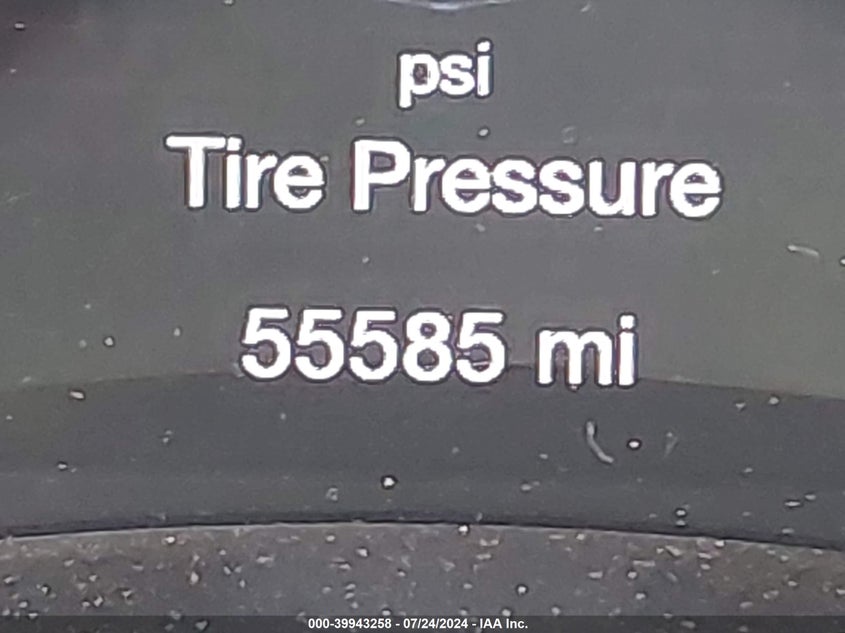 psi
Tire Pressure
55585 mi
000-39943258 - 07/24/2024 - IAA Inc.